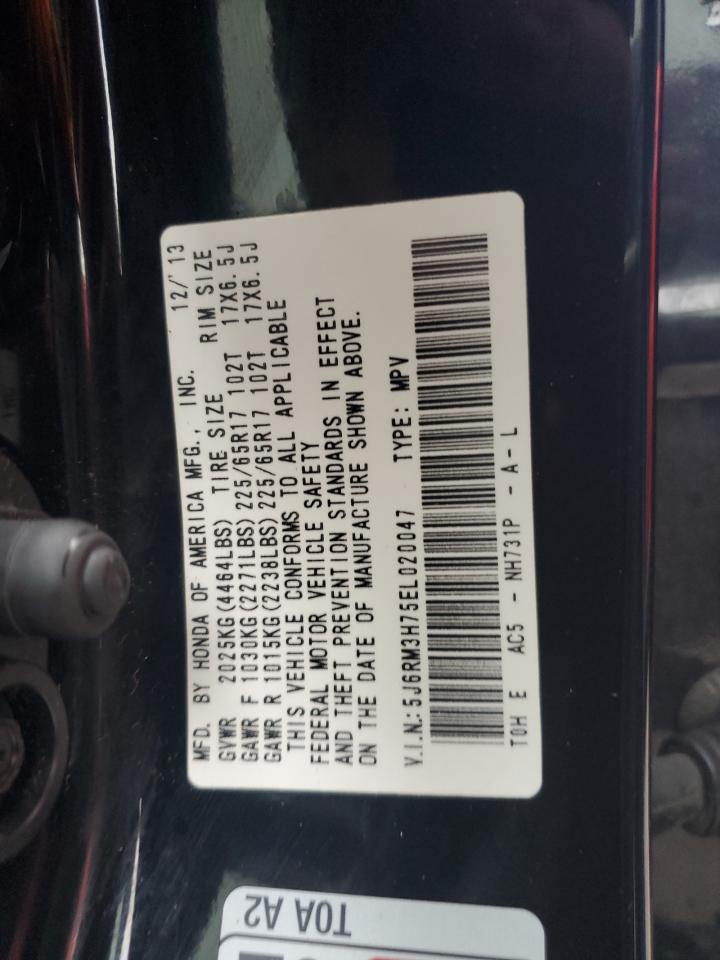 MFD. BY HONDA OF AMERICA MFG., INC. 12/'13
GVWR 2025KG(4464LBS) TIRE SIZE RIM SIZE
GAWR F 1030KG(2271LBS) 225/65R17 102T 17X6.5J
GAWR R 1015KG(2238LBS) 225/65R17 102T 17X6.5J
THIS VEHICLE CONFORMS TO ALL APPLICABLE
FEDERAL MOTOR VEHICLE SAFETY
AND THEFT PREVENTION STANDARDS IN EFFECT
ON THE DATE OF MANUFACTURE SHOWN ABOVE.
V.I.N.: 5J6RM3H75EL020047 TYPE: MPV
T0H E AC5 - NH731P - A - L
T0A A2